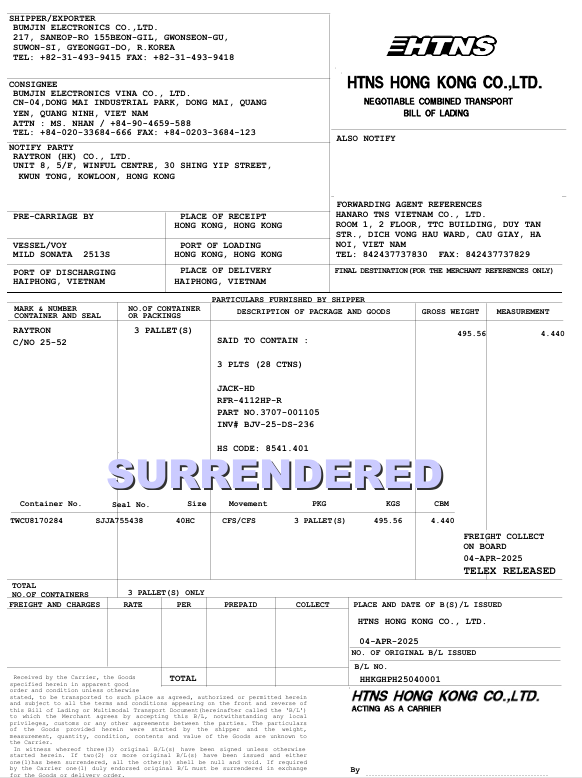 SHIPPER/EXPORTER
BUMJIN ELECTRONICS CO.,LTD.
217, SANEOP-RO 155BEON-GIL, GWONSEON-GU,
SUWON-SI, GYEONGGI-DO, R.KOREA
TEL: +82-31-493-9415 FAX: +82-31-493-9418
HTNS
HTNS HONG KONG CO.,LTD.
NEGOTIABLE COMBINED TRANSPORT
BILL OF LADING
CONSIGNEE
BUMJIN ELECTRONICS VINA CO., LTD.
CN-04,DONG MAI INDUSTRIAL PARK, DONG MAI, QUANG
YEN, QUANG NINH, VIET NAM
ATTN : MS. NHAN / +84-90-4659-588
TEL: +84-020-33684-666 FAX: +84-0203-3684-123
ALSO NOTIFY
NOTIFY PARTY
RAYTRON (HK) CO., LTD.
UNIT 8, 5/F, WINFUL CENTRE, 30 SHING YIP STREET,
KWUN TONG, KOWLOON, HONG KONG
FORWARDING AGENT REFERENCES
HANARO TNS VIETNAM CO., LTD.
ROOM 1, 2 FLOOR, TTC BUILDING, DUY TAN
STR., DICH VONG HAU WARD, CAU GIAY, HA
NOI, VIET NAM
TEL: 842437737830 FAX: 842437737829
PRE-CARRIAGE BY
PLACE OF RECEIPT
HONG KONG, HONG KONG
VESSEL/VOY
MILD SONATA 2513S
PORT OF LOADING
HONG KONG, HONG KONG
PORT OF DISCHARGING
HAIPHONG, VIETNAM
PLACE OF DELIVERY
HAIPHONG, VIETNAM
FINAL DESTINATION(FOR THE MERCHANT REFERENCES ONLY)
PARTICULARS FURNISHED BY SHIPPER
MARK & NUMBER
CONTAINER AND SEAL
NO.OF CONTAINER
OR PACKINGS
DESCRIPTION OF PACKAGE AND GOODS
GROSS WEIGHT
MEASUREMENT
RAYTRON
C/NO 25-52
3 PALLET(S)
495.56
4.440
SAID TO CONTAIN :
3 PLTS (28 CTNS)
JACK-HD
RFR-4112HP-R
PART NO.3707-001105
INV# BJV-25-DS-236
HS CODE: 8541.401
SURRENDERED
Container No. Seal No. Size Movement PKG KGS CBM
TWCU8170284 SJJA755438 40HC CFS/CFS 3 PALLET(S) 495.56 4.440
FREIGHT COLLECT
ON BOARD
04-APR-2025
TELEX RELEASED
TOTAL
NO.OF CONTAINERS
3 PALLET(S) ONLY
FREIGHT AND CHARGES RATE PER PREPAID COLLECT
PLACE AND DATE OF B(S)/L ISSUED
HTNS HONG KONG CO., LTD.
04-APR-2025
NO. OF ORIGINAL B/L ISSUED
B/L NO.
HHKGHPH25040001
TOTAL
Received by the Carrier, the Goods
specified herein in apparent good
order and condition unless otherwise
stated, to be transported to such place as agreed, authorized or permitted herein
and subject to all the terms and conditions appearing on the front and reverse of
this Bill of Lading or Multimodal Transport Document(hereinafter called the 'B/L')
to which the Merchant agrees by accepting this B/L, notwithstanding any local
privileges, customs or any other agreements between the parties. The particulars
of the Goods provided herein were started by the shipper and the weight,
measurement, quantity, condition, contents and value of the Goods are unknown to
the Carrier.
In witness whereof three(3) original B/L(s) have been signed unless otherwise
started herein. If two(2) or more original B/L(s) have been issued and either
one(1)has been surrendered, all the other(s) shell be null and void. If required
by the Carrier one(1) duly endorsed original B/L must be surrendered in exchange
for the Goods or delivery order.
HTNS HONG KONG CO.,LTD.
ACTING AS A CARRIER
By